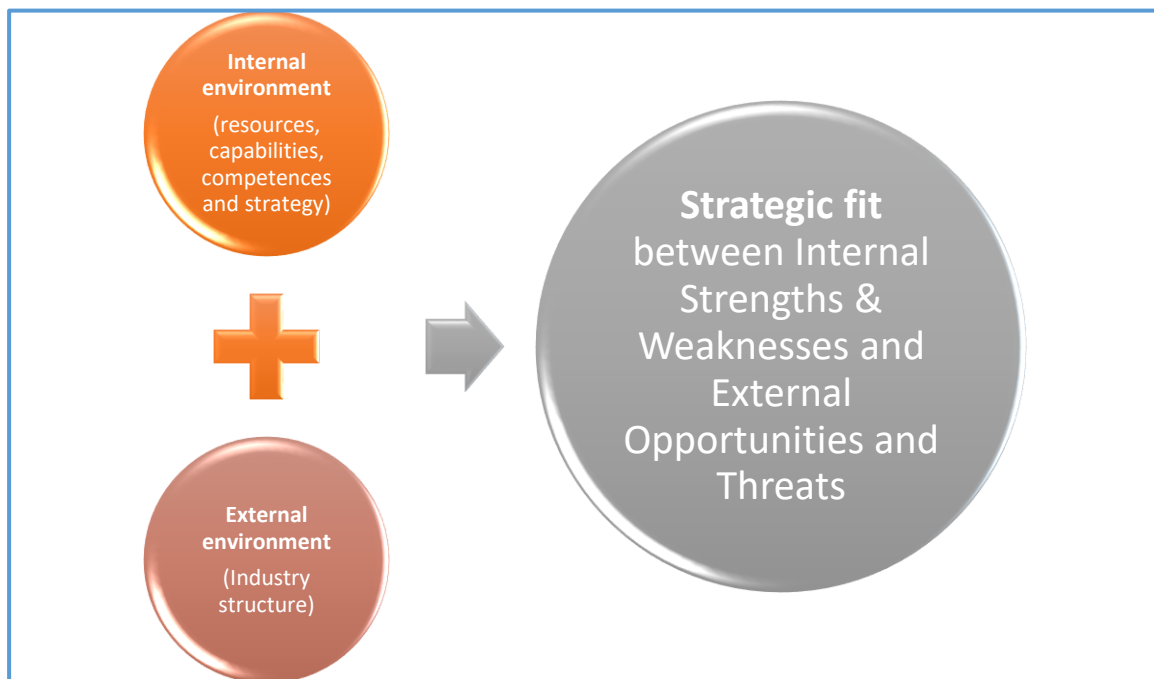 Internal
environment
(resources,
capabilities,
competences
and strategy)
External
environment
(Industry
structure)
Strategic fit
between Internal
Strengths &
Weaknesses and
External
Opportunities and
Threats